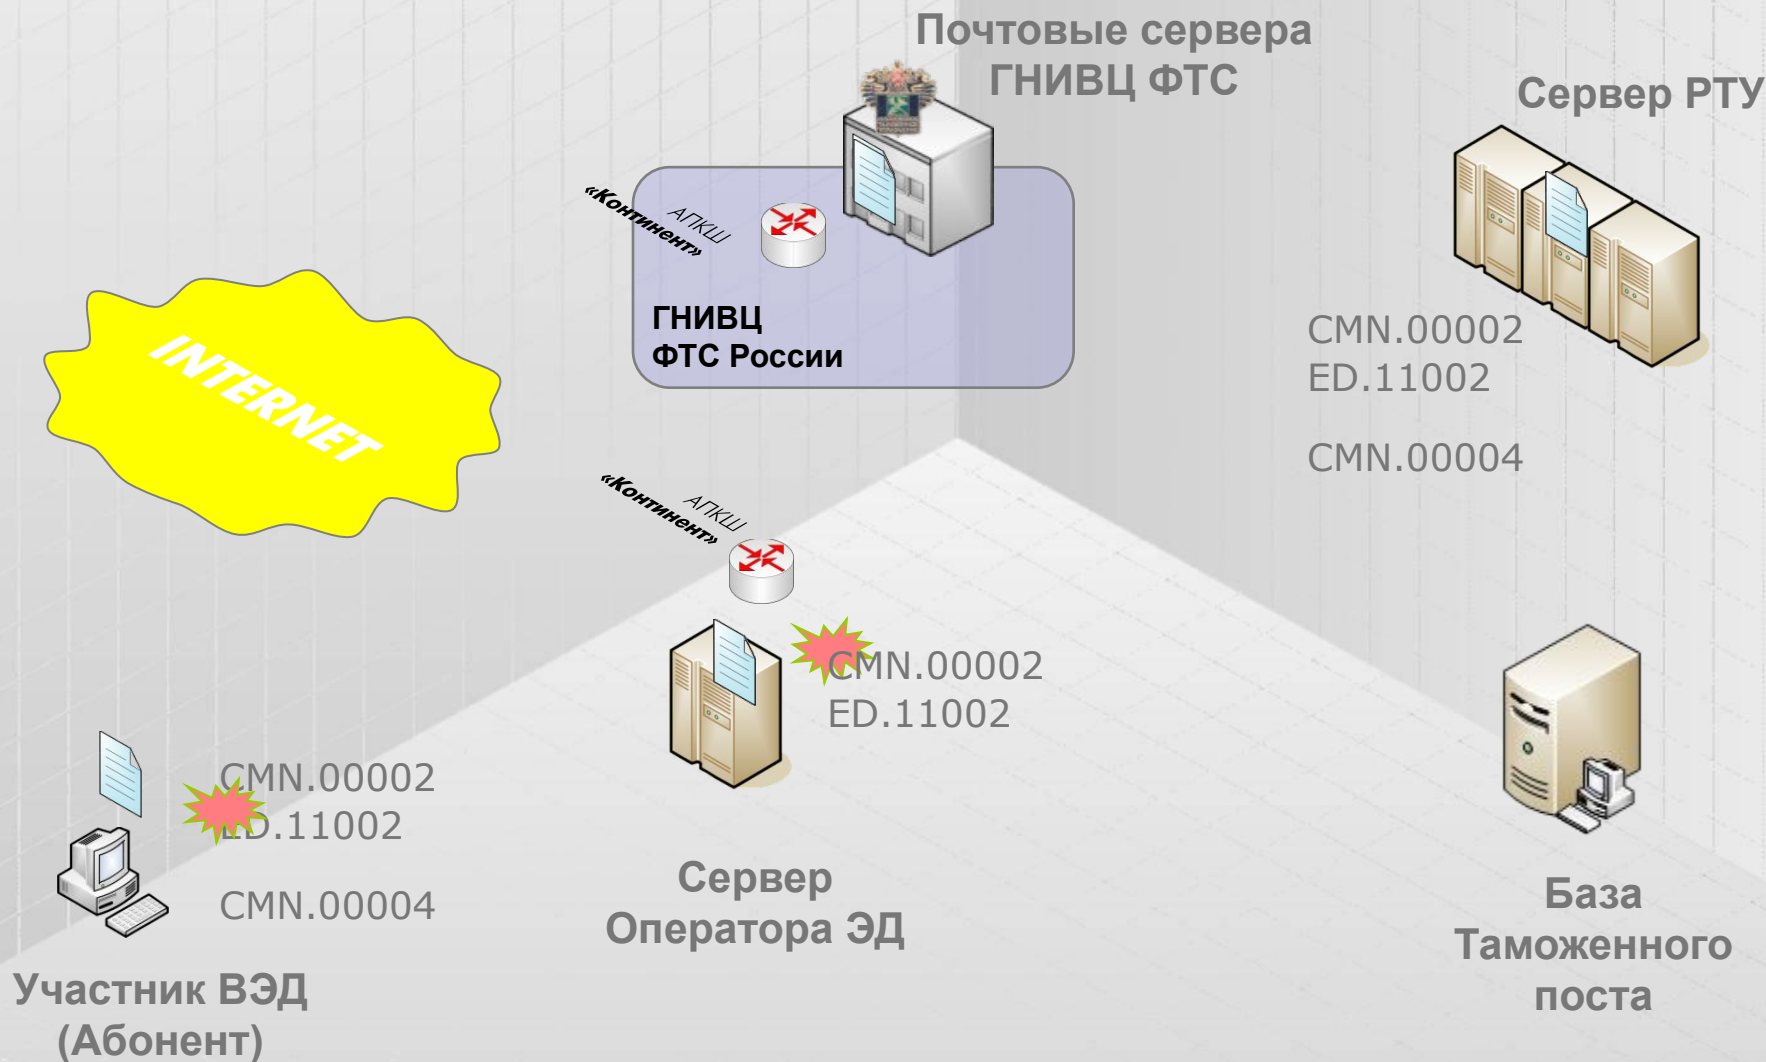 Почтовые сервера
ГНИВЦ ФТС
Сервер РТУ
АПКШ
«Континент»
ГНИВЦ
ФТС России
INTERNET
CMN.00002
ED.11002
CMN.00004
АПКШ
«Континент»
CMN.00002
ED.11002
CMN.00002
ED.11002
CMN.00004
Сервер
Оператора ЭД
База
Таможенного
поста
Участник ВЭД
(Абонент)